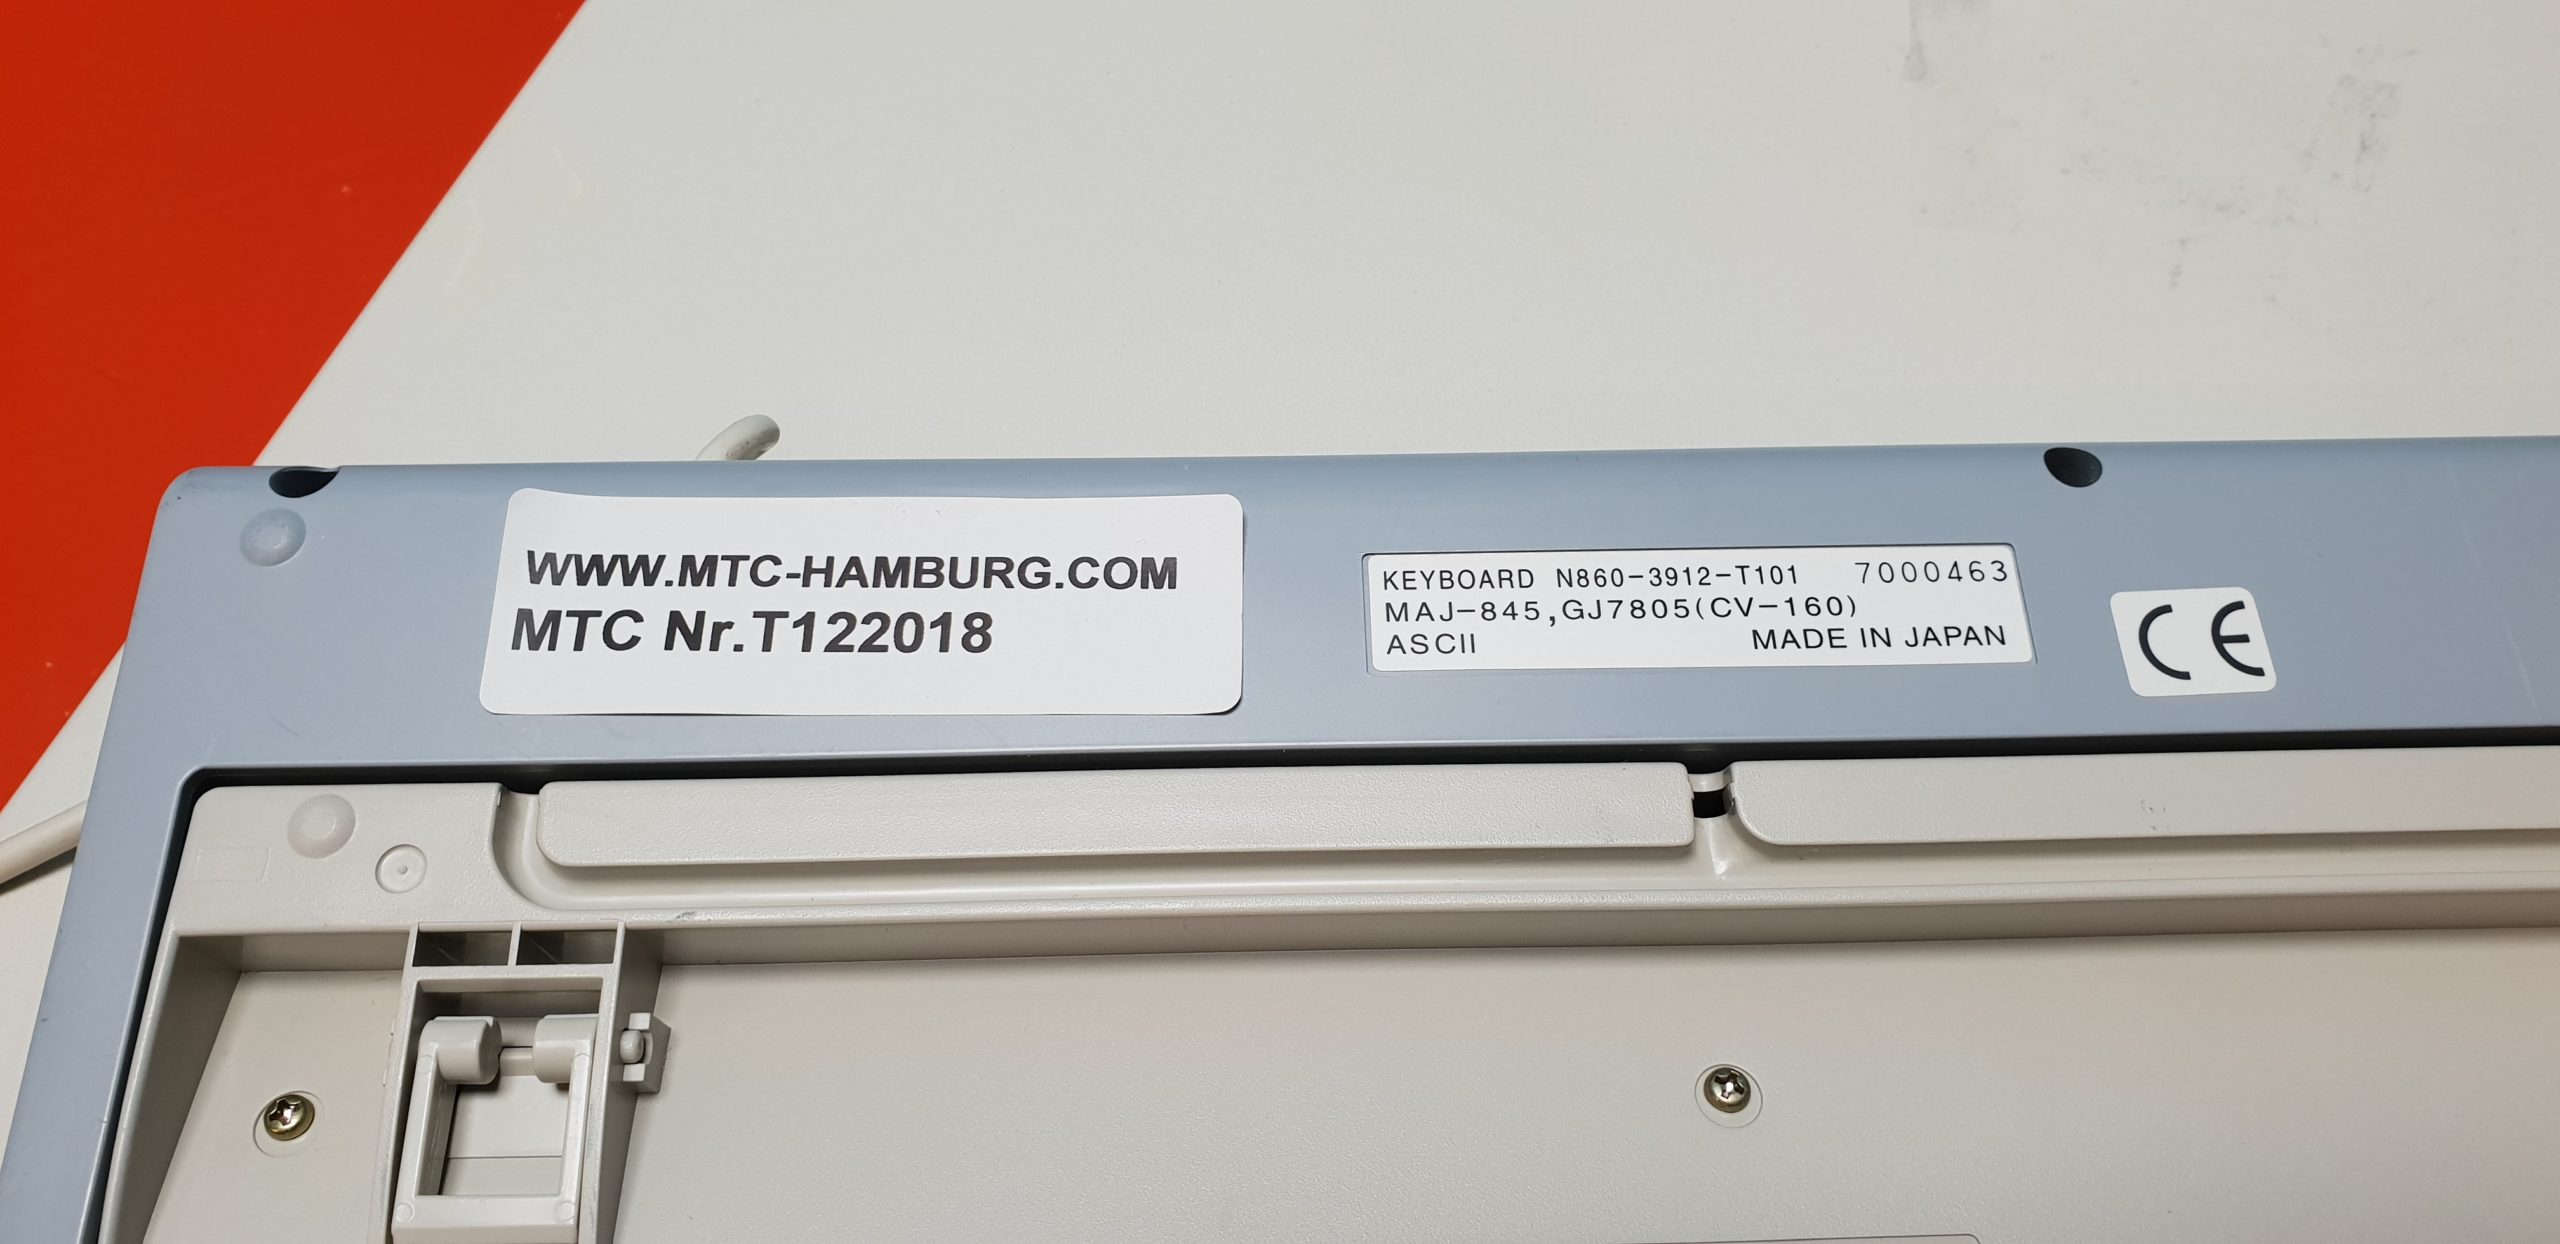 WWW.MTC-HAMBURG.COM
MTC Nr.T122018
KEYBOARD N860-3912-T101 7000463
MAJ-845,GJ7805(CV-160)
ASCII MADE IN JAPAN
CE